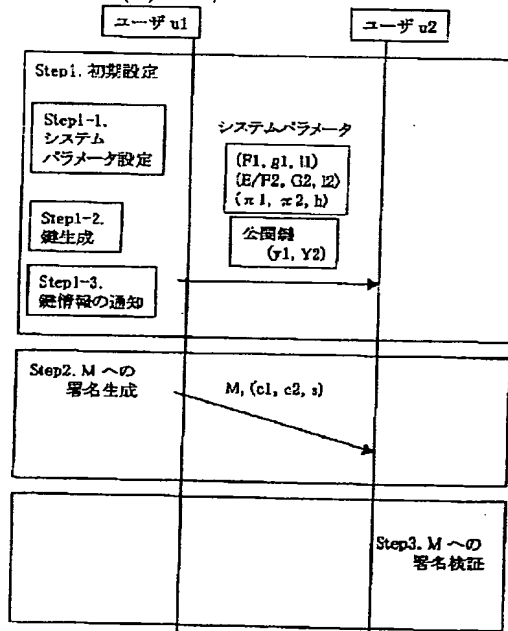 ユーザ u1
ユーザ u2
Step1. 初期設定
Step1-1.
システム
パラメータ設定
システムパラメータ
(F1, g1, l1)
(E/F2, G2, l2)
(π1, π2, h)
Step1-2.
鍵生成
公開鍵
(y1, Y2)
Step1-3.
鍵情報の通知
Step2. M への
署名生成
M, (c1, c2, s)
Step3. M への
署名検証